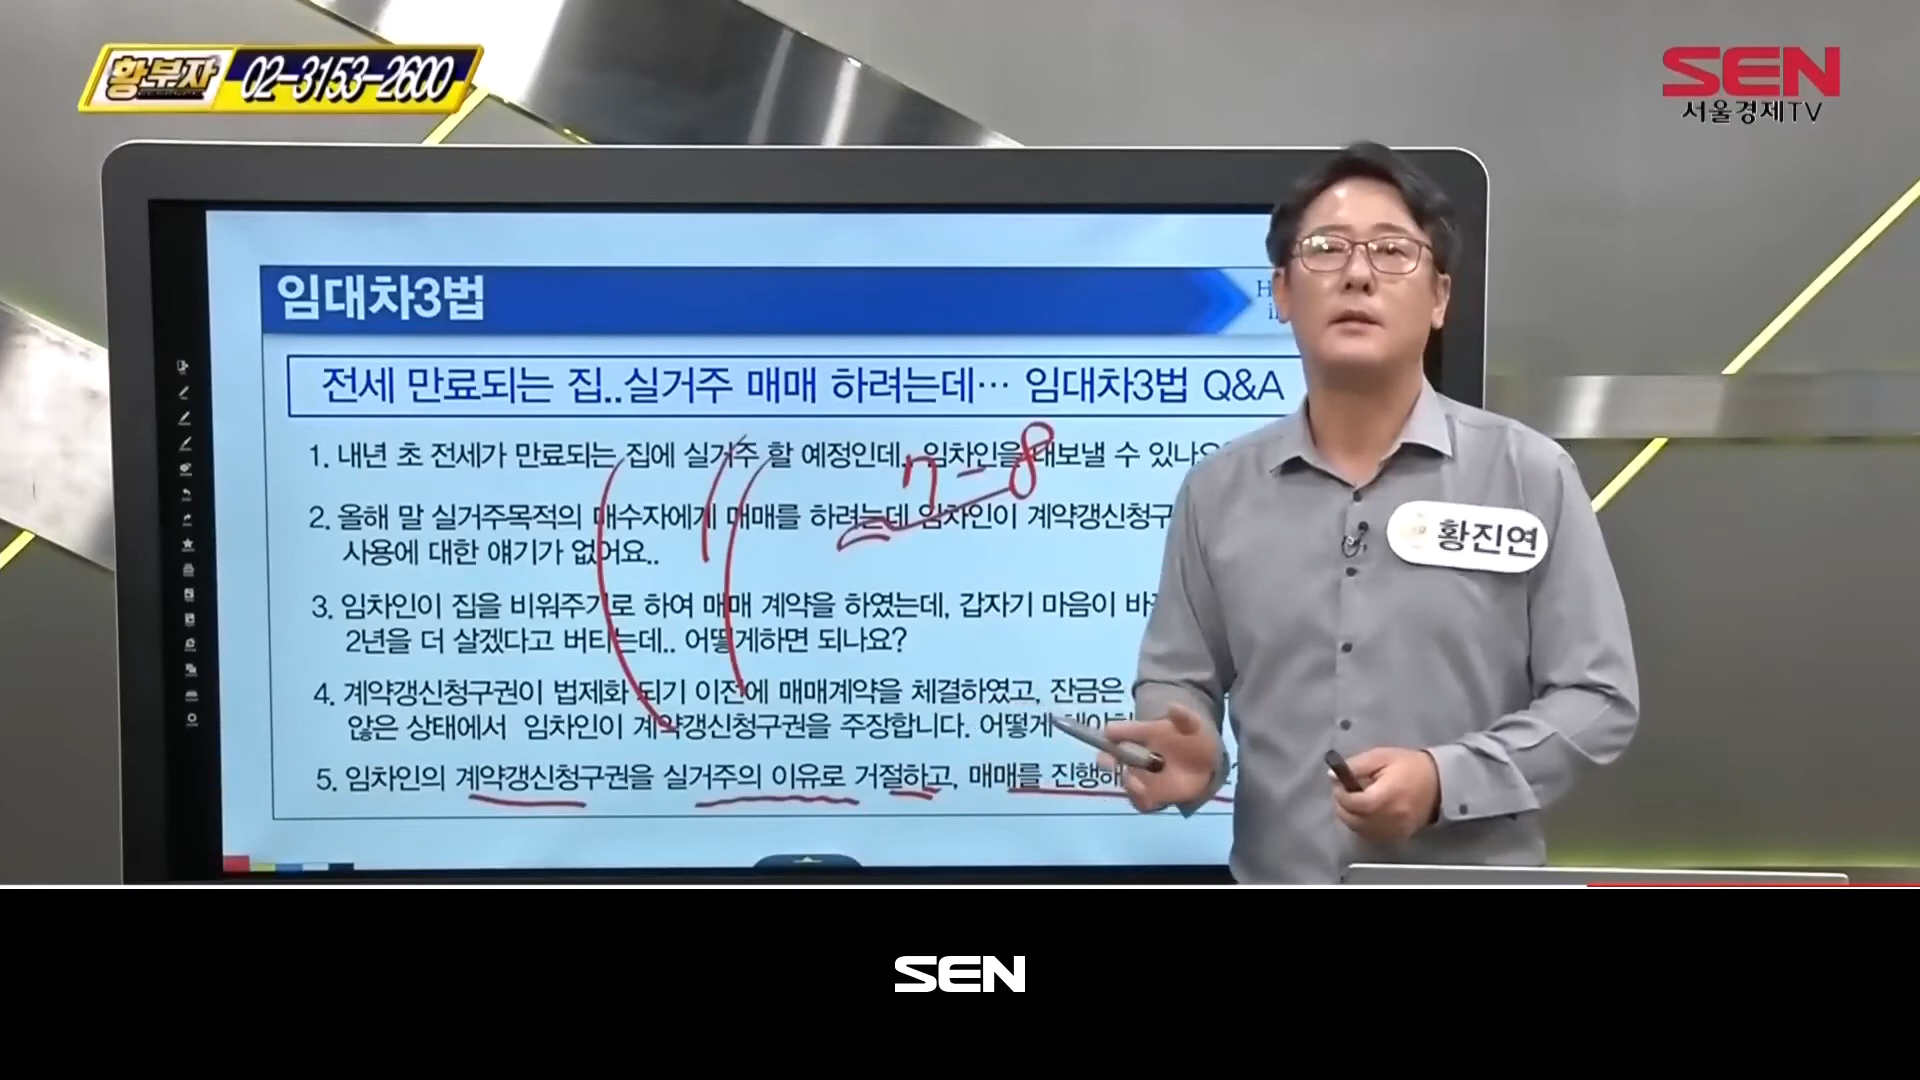 황부자 02-3153-2600
SEN
서울경제TV
임대차3법
전세 만료되는 집..실거주 매매 하려는데… 임대차3법 Q&A
1. 내년 초 전세가 만료되는 집에 실거주 할 예정인데.. 임차인을 내보낼 수 있나요
7-8
2. 올해 말 실거주목적의 매수자에게 매매를 하려는데 임차인이 계약갱신청구
사용에 대한 얘기가 없어요..
3. 임차인이 집을 비워주기로 하여 매매 계약을 하였는데, 갑자기 마음이
2년을 더 살겠다고 버티는데.. 어떻게하면 되나요?
4. 계약갱신청구권이 법제화 되기 이전에 매매계약을 체결하였고, 잔금은
않은 상태에서 임차인이 계약갱신청구권을 주장합니다. 어떻게
5. 임차인의 계약갱신청구권을 실거주의 이유로 거절하고, 매매를 진행해
황진연
SEN